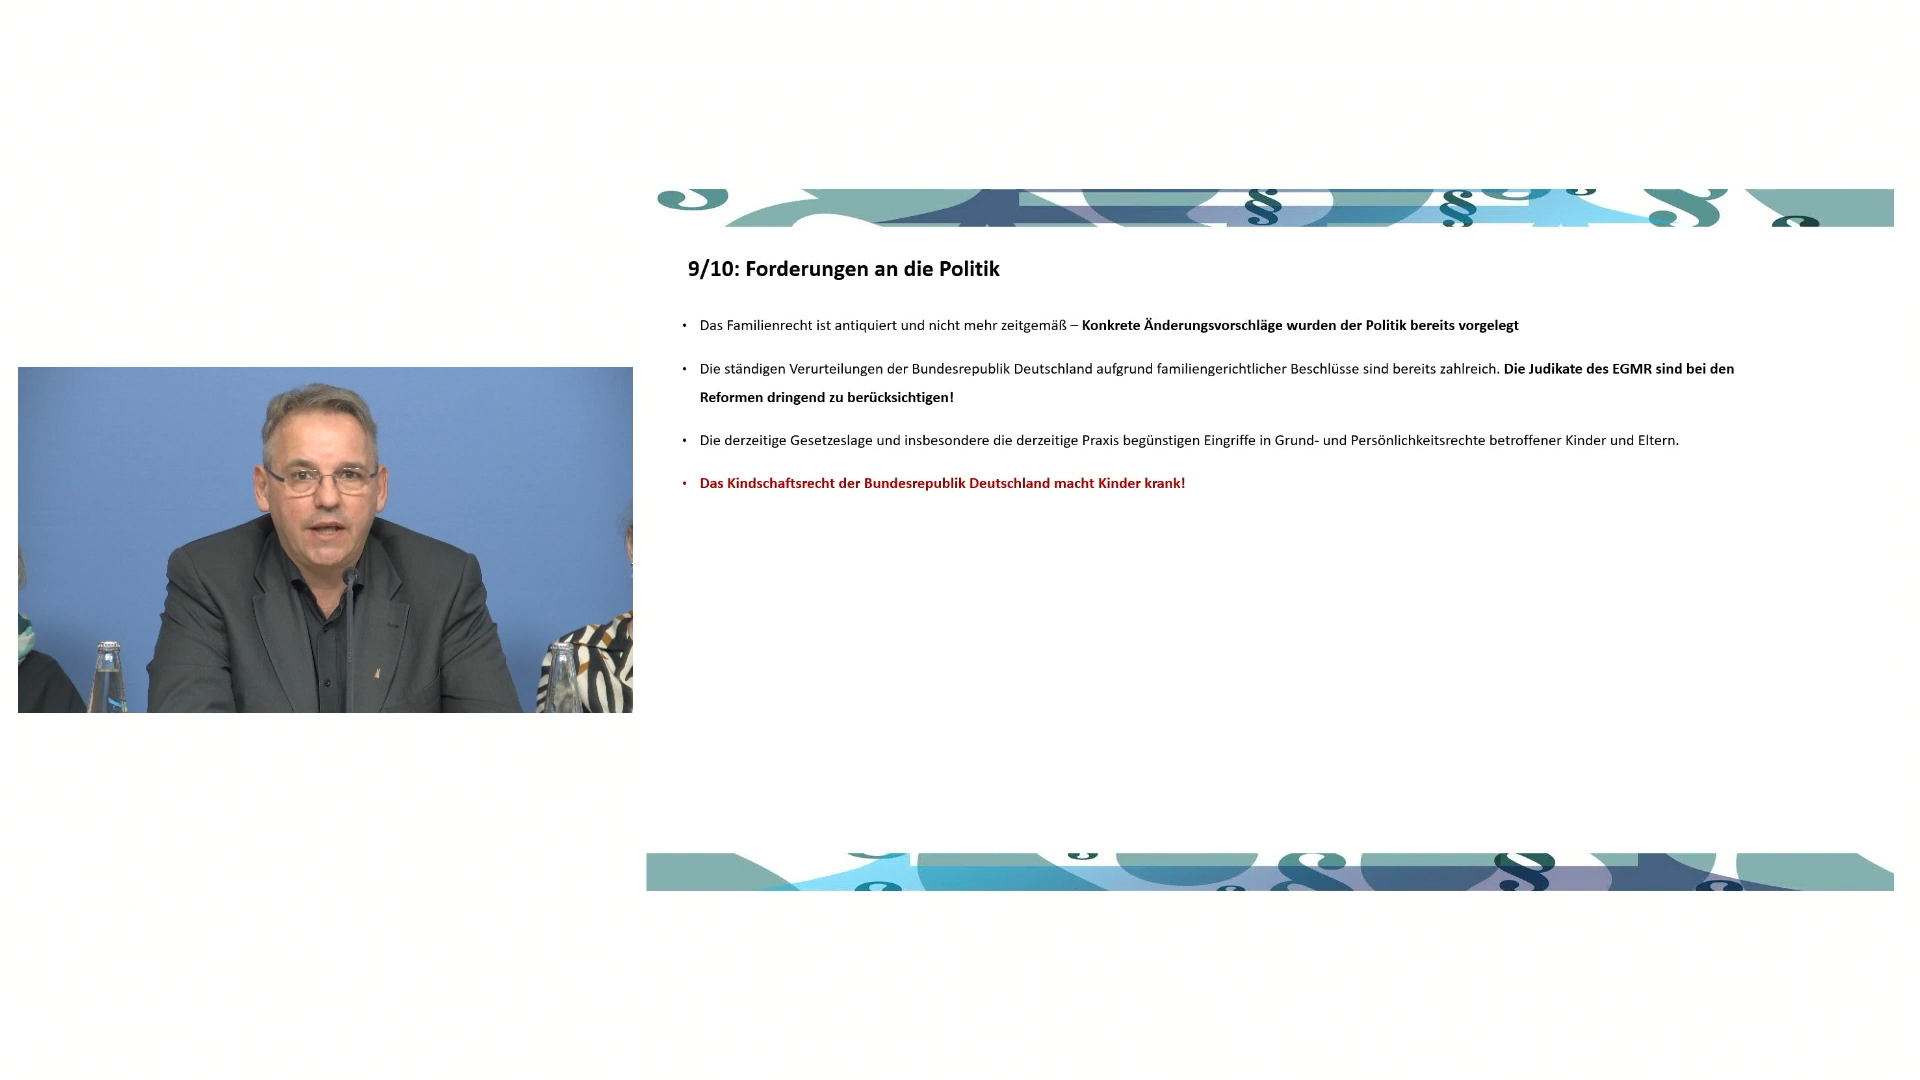 9/10: Forderungen an die Politik
• Das Familienrecht ist antiquiert und nicht mehr zeitgemäß – Konkrete Änderungsvorschläge wurden der Politik bereits vorgelegt
• Die ständigen Verurteilungen der Bundesrepublik Deutschland aufgrund familiengerichtlicher Beschlüsse sind bereits zahlreich. Die Judikate des EGMR sind bei den
Reformen dringend zu berücksichtigen!
• Die derzeitige Gesetzeslage und insbesondere die derzeitige Praxis begünstigen Eingriffe in Grund- und Persönlichkeitsrechte betroffener Kinder und Eltern.
• Das Kindschaftsrecht der Bundesrepublik Deutschland macht Kinder krank!